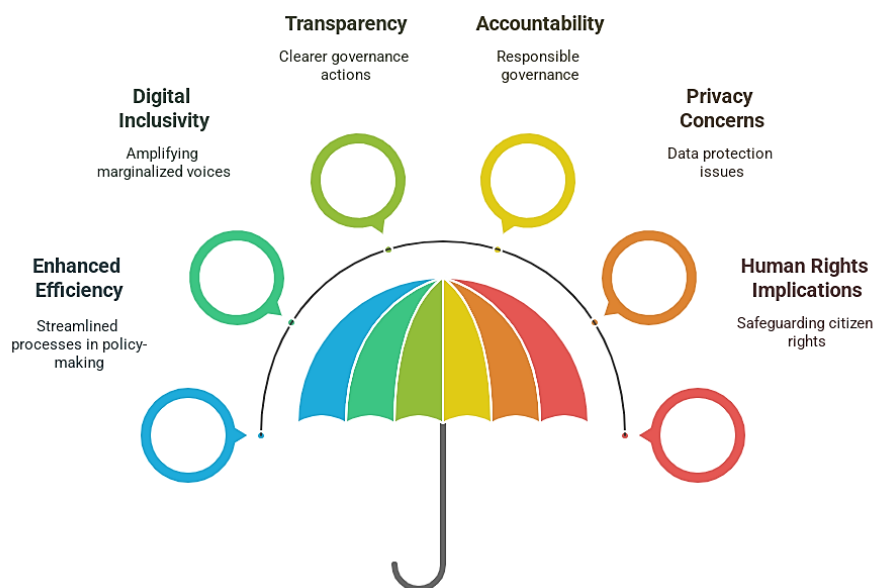 Transparency
Clearer governance
actions
Accountability
Responsible
governance
Digital
Inclusivity
Amplifying
marginalized voices
Privacy
Concerns
Data protection
issues
Enhanced
Efficiency
Streamlined
processes in policy-
making
Human Rights
Implications
Safeguarding citizen
rights